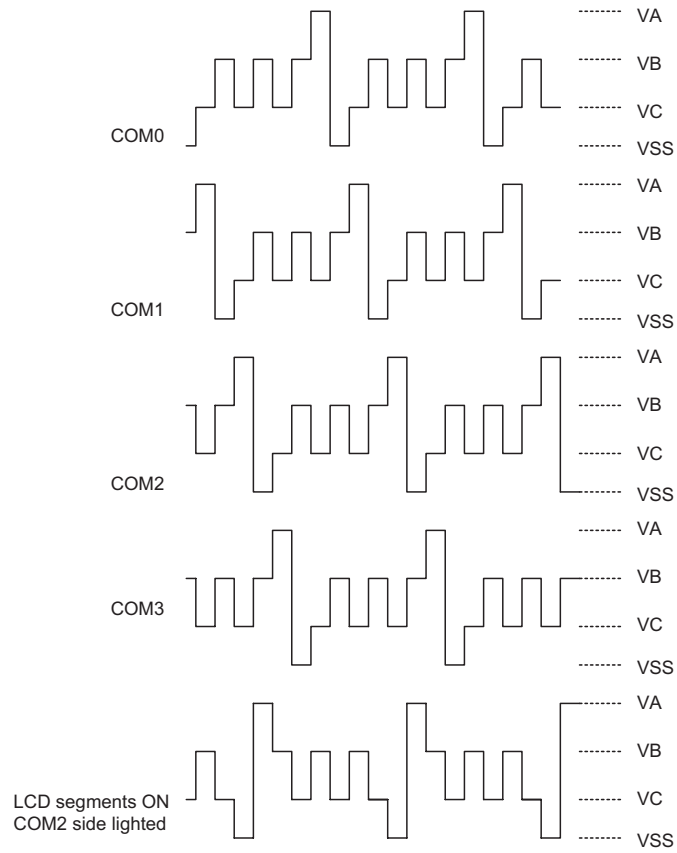 VA
VB
VC
COM0
VSS
VA
VB
VC
COM1
VSS
VA
VB
VC
COM2
VSS
VA
VB
COM3
VC
VSS
VA
VB
LCD segments ON
VC
COM2 side lighted
VSS